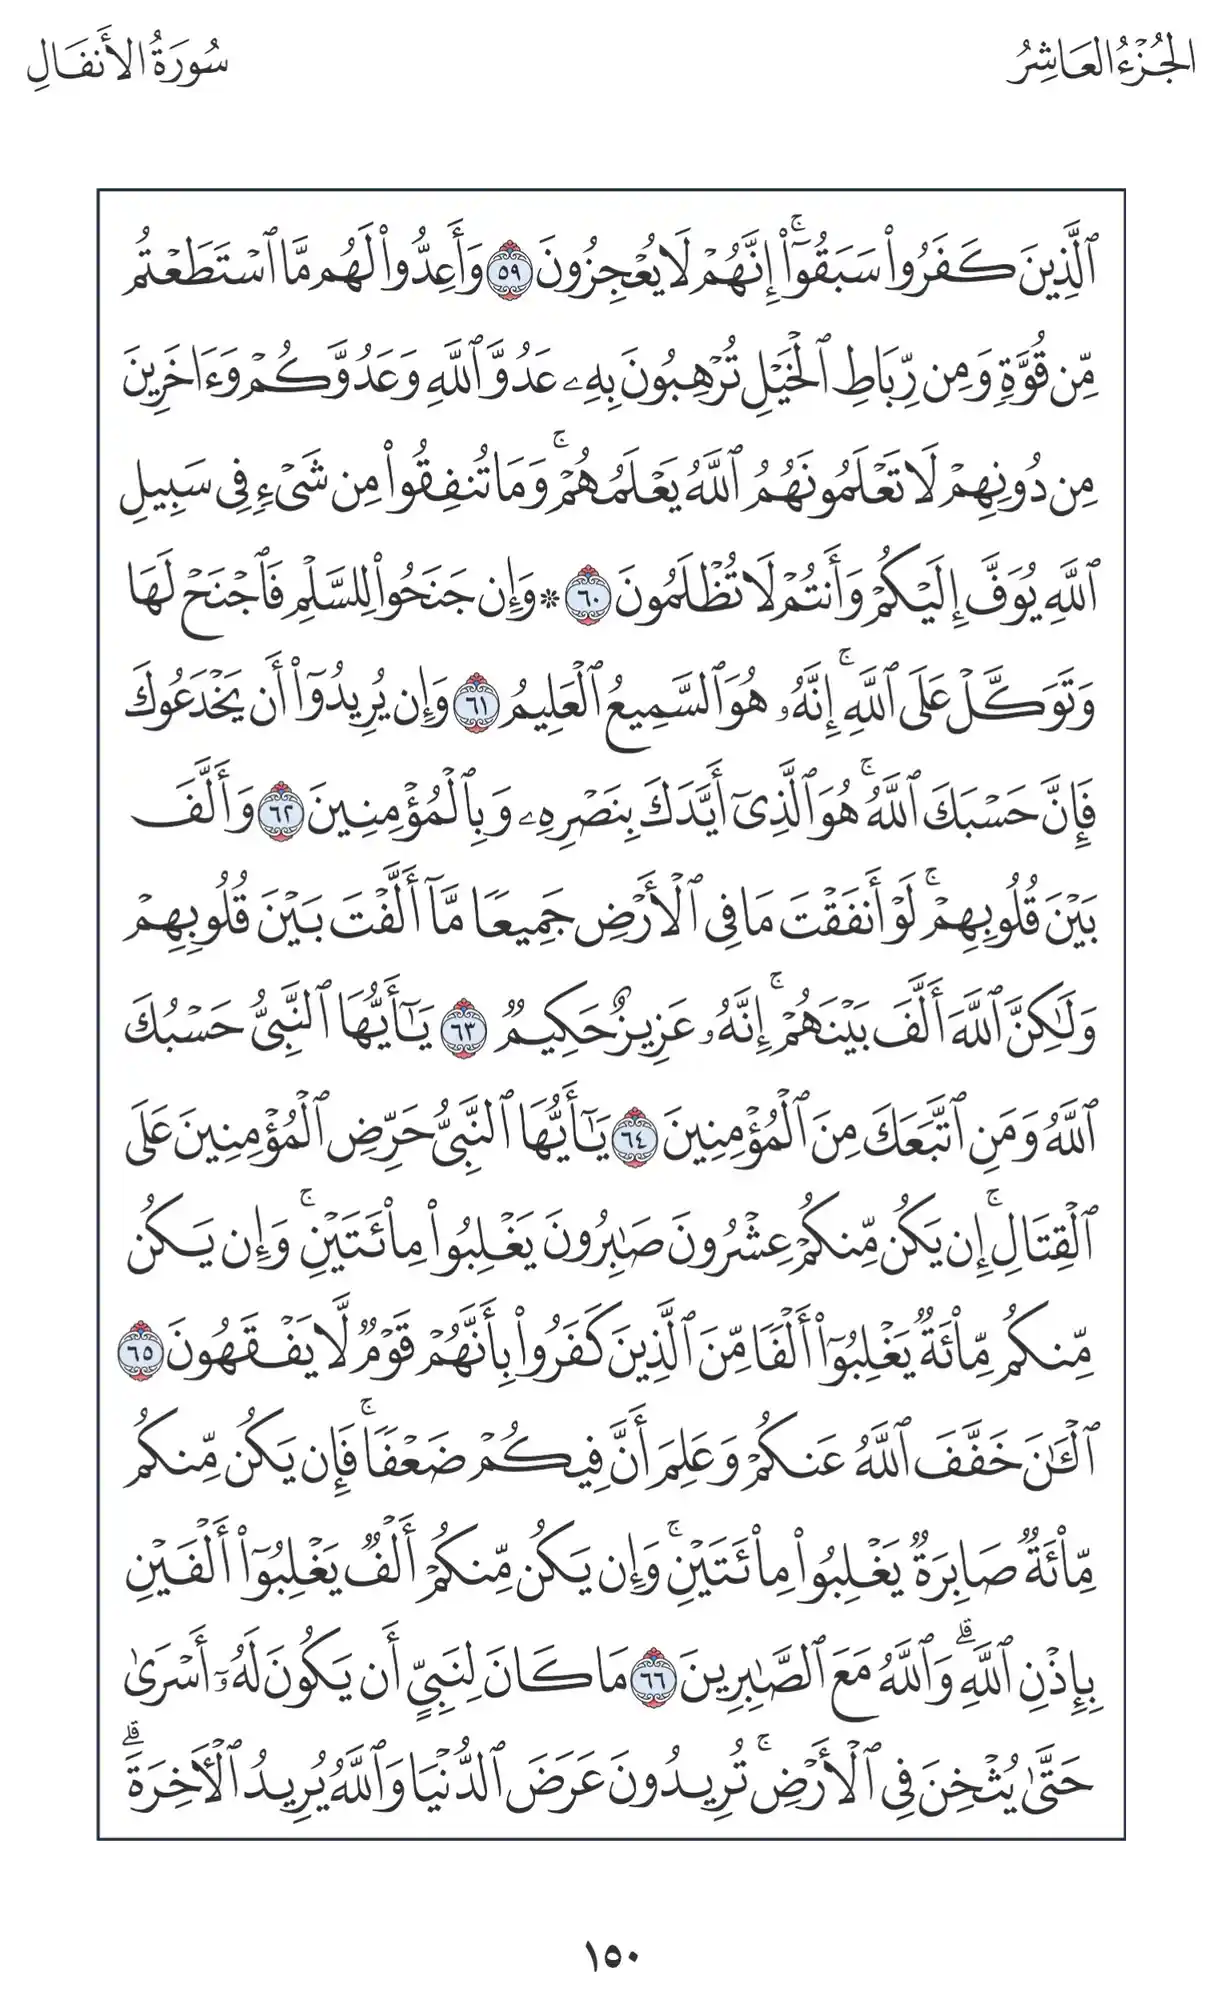 الجُزْءُ العَاشِرُ
سُورَةُ الأَنفَالِ
ٱلَّذِينَ كَفَرُوا۟ سَبَقُوٓا۟ۚ إِنَّهُمْ لَا يُعْجِزُونَ ٥٩ وَأَعِدُّوا۟ لَهُم مَّا ٱسْتَطَعْتُم
مِّن قُوَّةٍ وَمِن رِّبَاطِ ٱلْخَيْلِ تُرْهِبُونَ بِهِۦ عَدُوَّ ٱللَّهِ وَعَدُوَّكُمْ وَءَاخَرِينَ
مِن دُونِهِمْ لَا تَعْلَمُونَهُمُ ٱللَّهُ يَعْلَمُهُمْۚ وَمَا تُنفِقُوا۟ مِن شَىْءٍ فِى سَبِيلِ
ٱللَّهِ يُوَفَّ إِلَيْكُمْ وَأَنتُمْ لَا تُظْلَمُونَ ٦٠ ۞ وَإِن جَنَحُوا۟ لِلسَّلْمِ فَٱجْنَحْ لَهَا
وَتَوَكَّلْ عَلَى ٱللَّهِۚ إِنَّهُۥ هُوَ ٱلسَّمِيعُ ٱلْعَلِيمُ ٦١ وَإِن يُرِيدُوٓا۟ أَن يَخْدَعُوكَ
فَإِنَّ حَسْبَكَ ٱللَّهُۚ هُوَ ٱلَّذِىٓ أَيَّدَكَ بِنَصْرِهِۦ وَبِٱلْمُؤْمِنِينَ ٦٢ وَأَلَّفَ
بَيْنَ قُلُوبِهِمْۚ لَوْ أَنفَقْتَ مَا فِى ٱلْأَرْضِ جَمِيعًا مَّآ أَلَّفْتَ بَيْنَ قُلُوبِهِمْ
وَلَٰكِنَّ ٱللَّهَ أَلَّفَ بَيْنَهُمْۚ إِنَّهُۥ عَزِيزٌ حَكِيمٌ ٦٣ يَٰٓأَيُّهَا ٱلنَّبِىُّ حَسْبُكَ
ٱللَّهُ وَمَنِ ٱتَّبَعَكَ مِنَ ٱلْمُؤْمِنِينَ ٦٤ يَٰٓأَيُّهَا ٱلنَّبِىُّ حَرِّضِ ٱلْمُؤْمِنِينَ عَلَى
ٱلْقِتَالِۚ إِن يَكُن مِّنكُمْ عِشْرُونَ صَٰبِرُونَ يَغْلِبُوا۟ مِا۟ئَتَيْنِۚ وَإِن يَكُن
مِّنكُم مِّا۟ئَةٌ يَغْلِبُوٓا۟ أَلْفًا مِّنَ ٱلَّذِينَ كَفَرُوا۟ بِأَنَّهُمْ قَوْمٌ لَّا يَفْقَهُونَ ٦٥
ٱلْـَٰٔنَ خَفَّفَ ٱللَّهُ عَنكُمْ وَعَلِمَ أَنَّ فِيكُمْ ضَعْفًاۚ فَإِن يَكُن مِّنكُم
مِّا۟ئَةٌ صَابِرَةٌ يَغْلِبُوا۟ مِا۟ئَتَيْنِۚ وَإِن يَكُن مِّنكُمْ أَلْفٌ يَغْلِبُوٓا۟ أَلْفَيْنِ
بِإِذْنِ ٱللَّهِۗ وَٱللَّهُ مَعَ ٱلصَّٰبِرِينَ ٦٦ مَا كَانَ لِنَبِىٍّ أَن يَكُونَ لَهُۥٓ أَسْرَىٰ
حَتَّىٰ يُثْخِنَ فِى ٱلْأَرْضِۚ تُرِيدُونَ عَرَضَ ٱلدُّنْيَا وَٱللَّهُ يُرِيدُ ٱلْءَاخِرَةَۗ
١٥٠